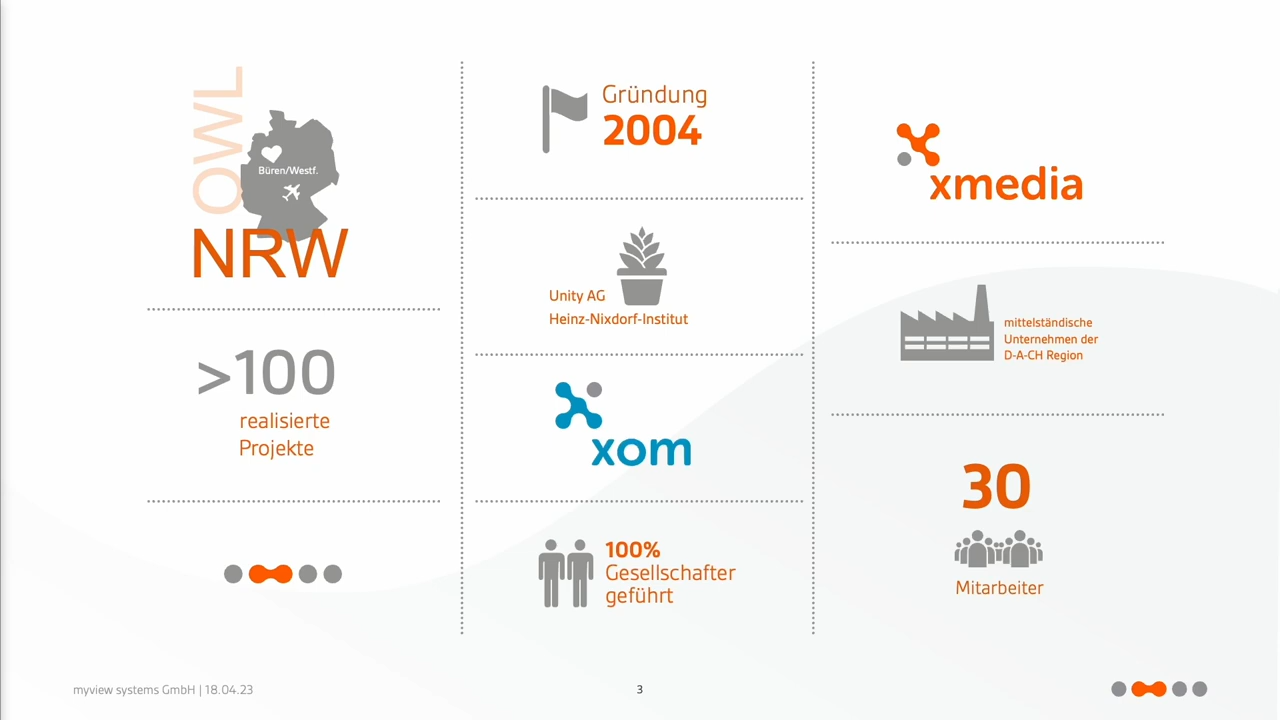 OWL
Büren/Westf.
NRW
>100
realisierte
Projekte
Gründung
2004
Unity AG
Heinz-Nixdorf-Institut
xom
100%
Gesellschafter
geführt
xmedia
mittelständische
Unternehmen der
D-A-CH Region
30
Mitarbeiter
myview systems GmbH | 18.04.23
3